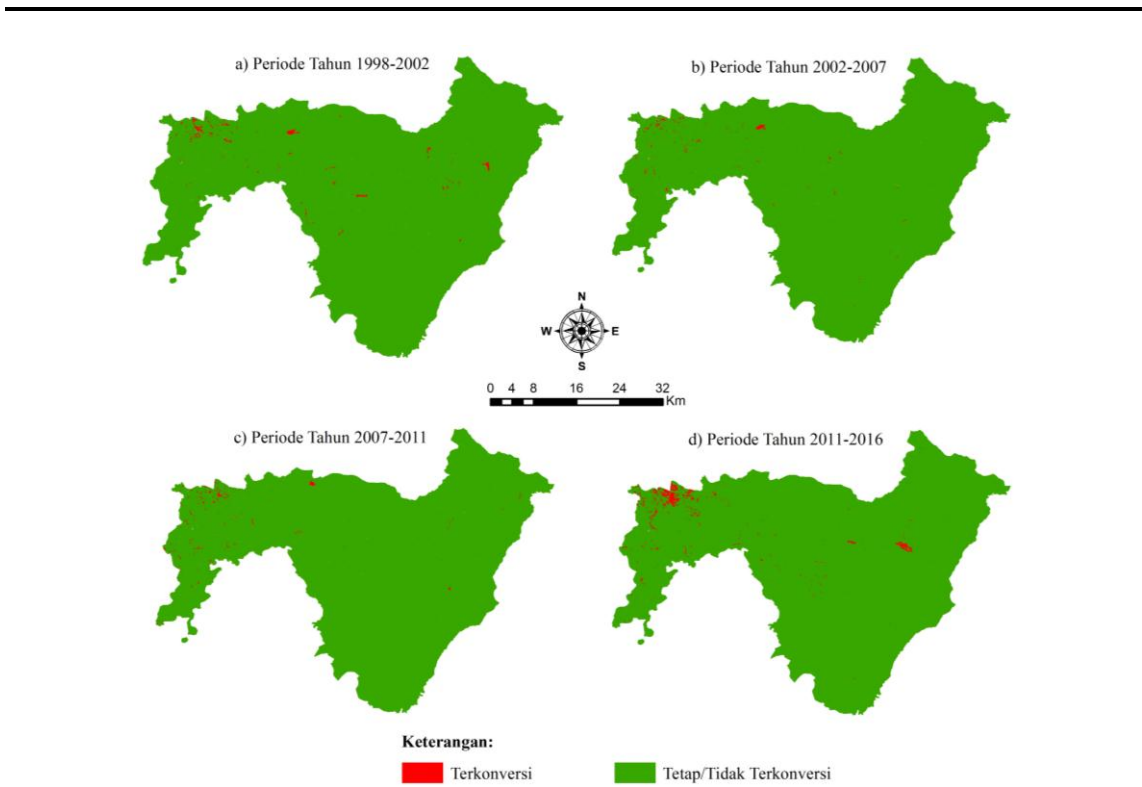 a) Periode Tahun 1998-2002
b) Periode Tahun 2002-2007
N
W E
S
0 4 8 16 24 32
Km
c) Periode Tahun 2007-2011
d) Periode Tahun 2011-2016
Keterangan:
Terkonversi
Tetap/Tidak Terkonversi